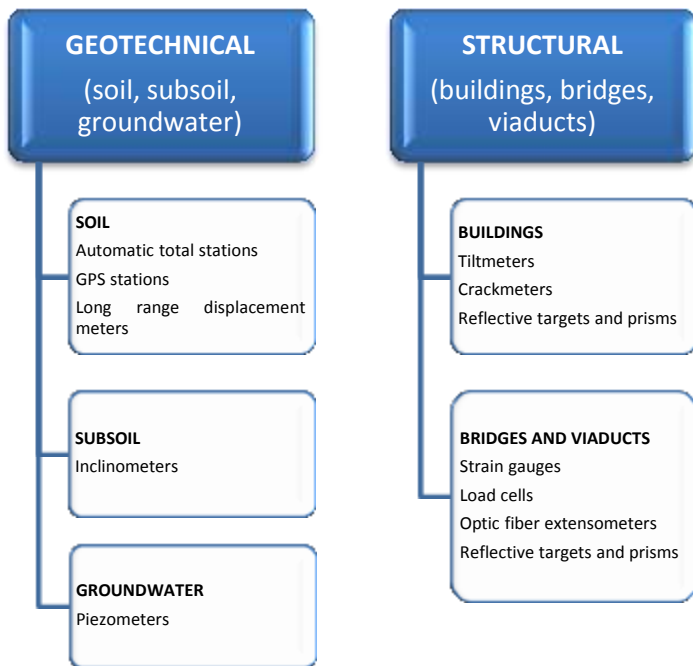 GEOTECHNICAL
(soil, subsoil,
groundwater)
SOIL
Automatic total stations
GPS stations
Long range displacement
meters
SUBSOIL
Inclinometers
GROUNDWATER
Piezometers
STRUCTURAL
(buildings, bridges,
viaducts)
BUILDINGS
Tiltmeters
Crackmeters
Reflective targets and prisms
BRIDGES AND VIADUCTS
Strain gauges
Load cells
Optic fiber extensometers
Reflective targets and prisms